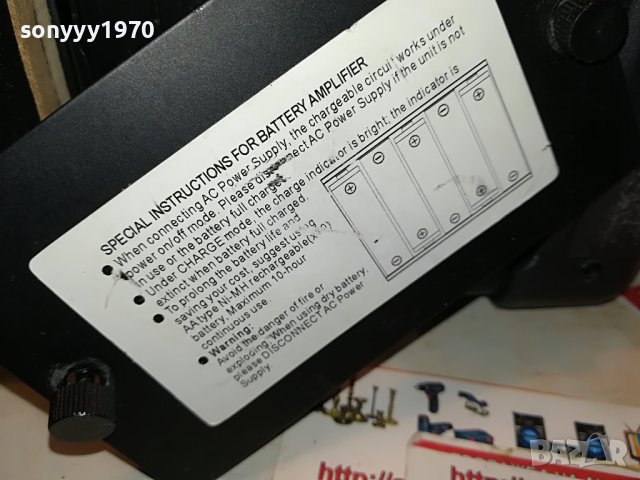 sonyyy1970
SPECIAL INSTRUCTIONS FOR BATTERY AMPLIFIER
When connecting AC Power Supply, the chargeable circuit works under
power on/off mode. Please disconnect AC Power Supply if the unit is not
in use or the battery full charged.
Under CHARGE mode, the charge indicator is bright; the indicator is
extinct when battery full charged.
To prolong the battery life and
saving your cost, suggest using
AA type Ni-MH rechargeable
battery. Maximum 10-hour
continuous use.
Warning:
Avoid the danger of fire or
exploding. When using dry battery,
please DISCONNECT AC Power
Supply.
http://
http://
BAZAR